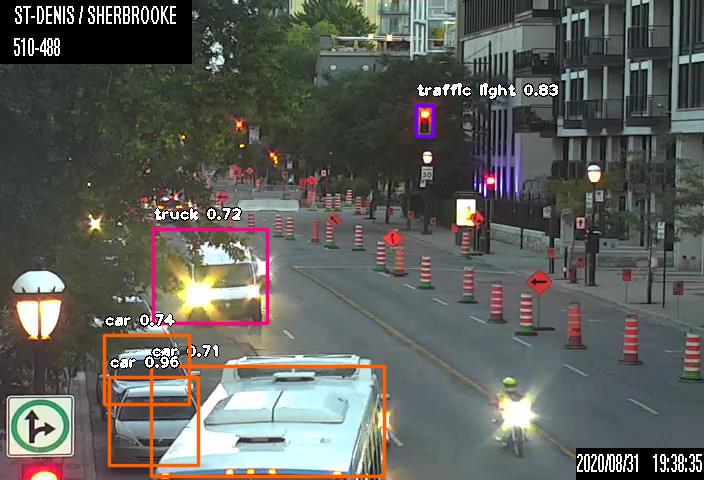 ST-DENIS / SHERBROOKE
510-488
traffic light 0.83
50
truck 0.72
car 0.74
car 0.71
car 0.96
2020/08/31 19:38:35